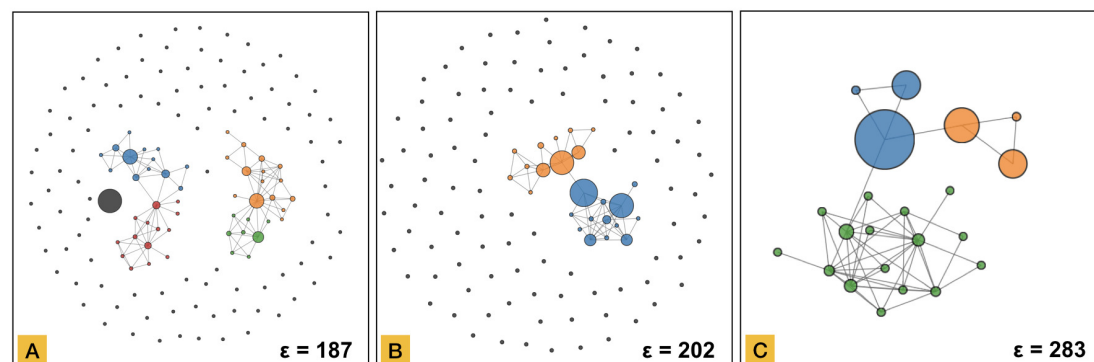 A
ε = 187
B
ε = 202
C
ε = 283